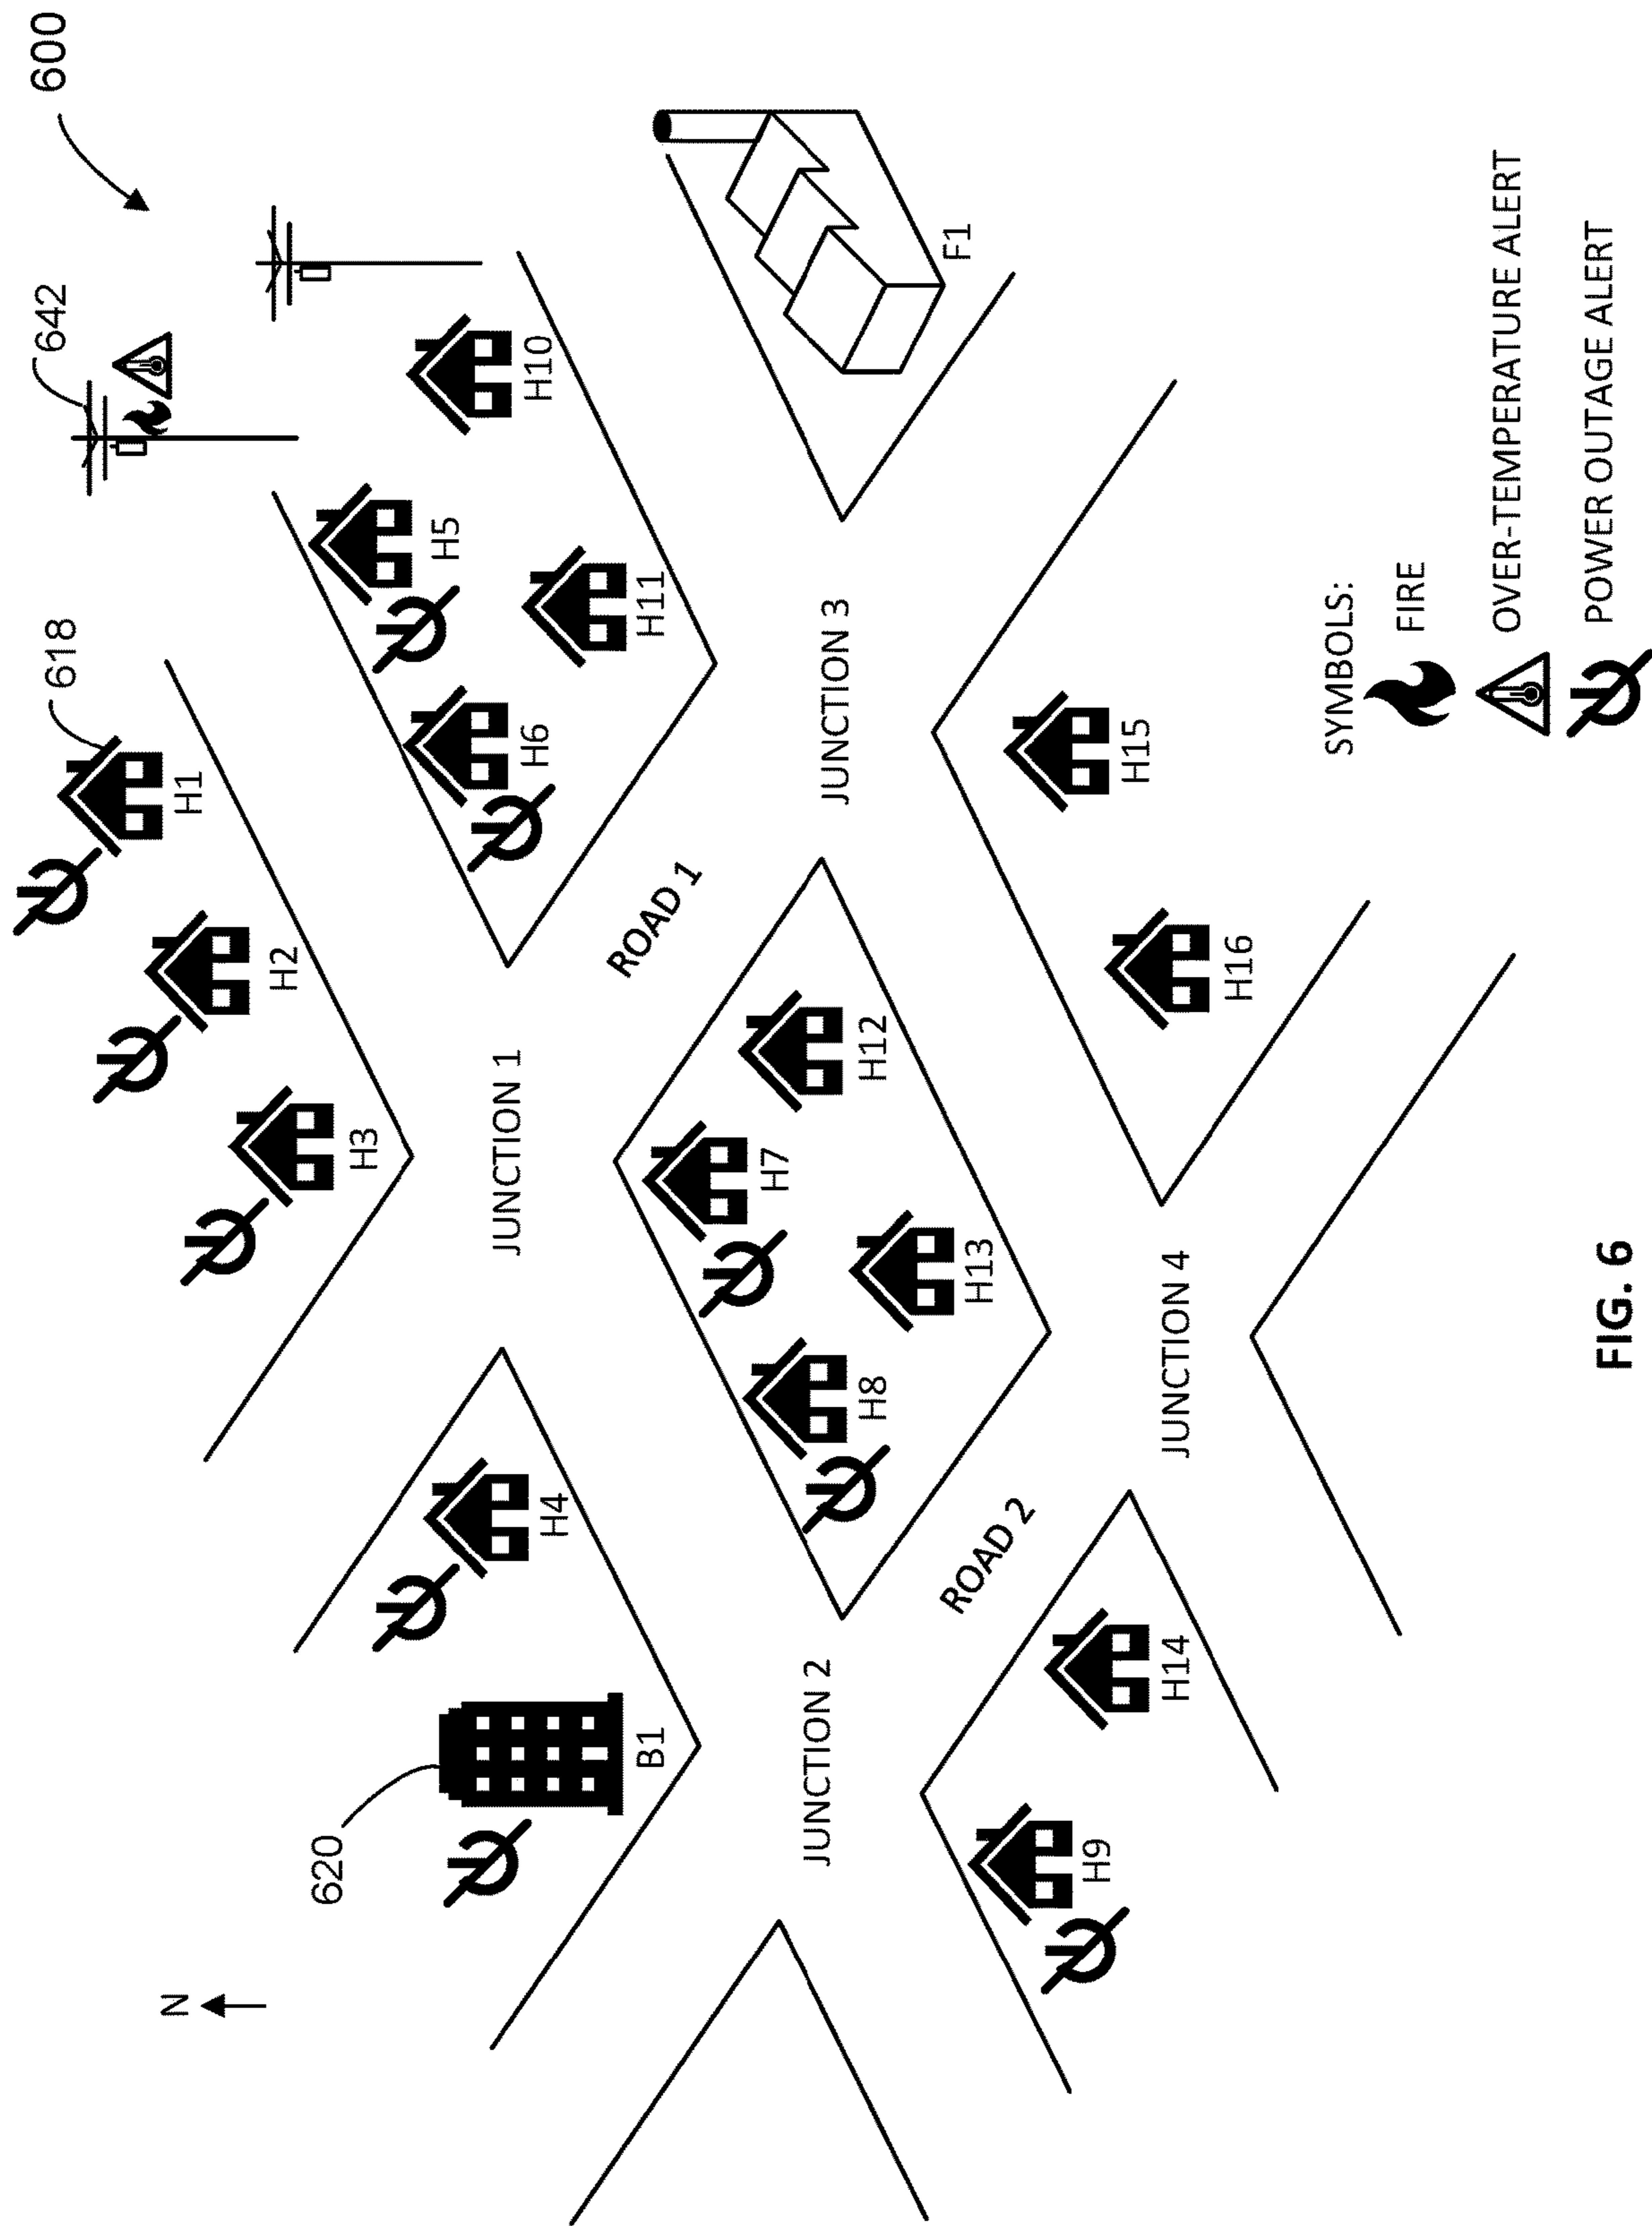 600
642
618
620
N
H1
H2
H3
H4
B1
H5
H6
H10
H11
JUNCTION 1
ROAD 1
H7
H8
H12
H13
F1
JUNCTION 2
JUNCTION 3
ROAD 2
H9
H14
H15
H16
JUNCTION 4
SYMBOLS:
FIRE
OVER-TEMPERATURE ALERT
POWER OUTAGE ALERT
FIG. 6